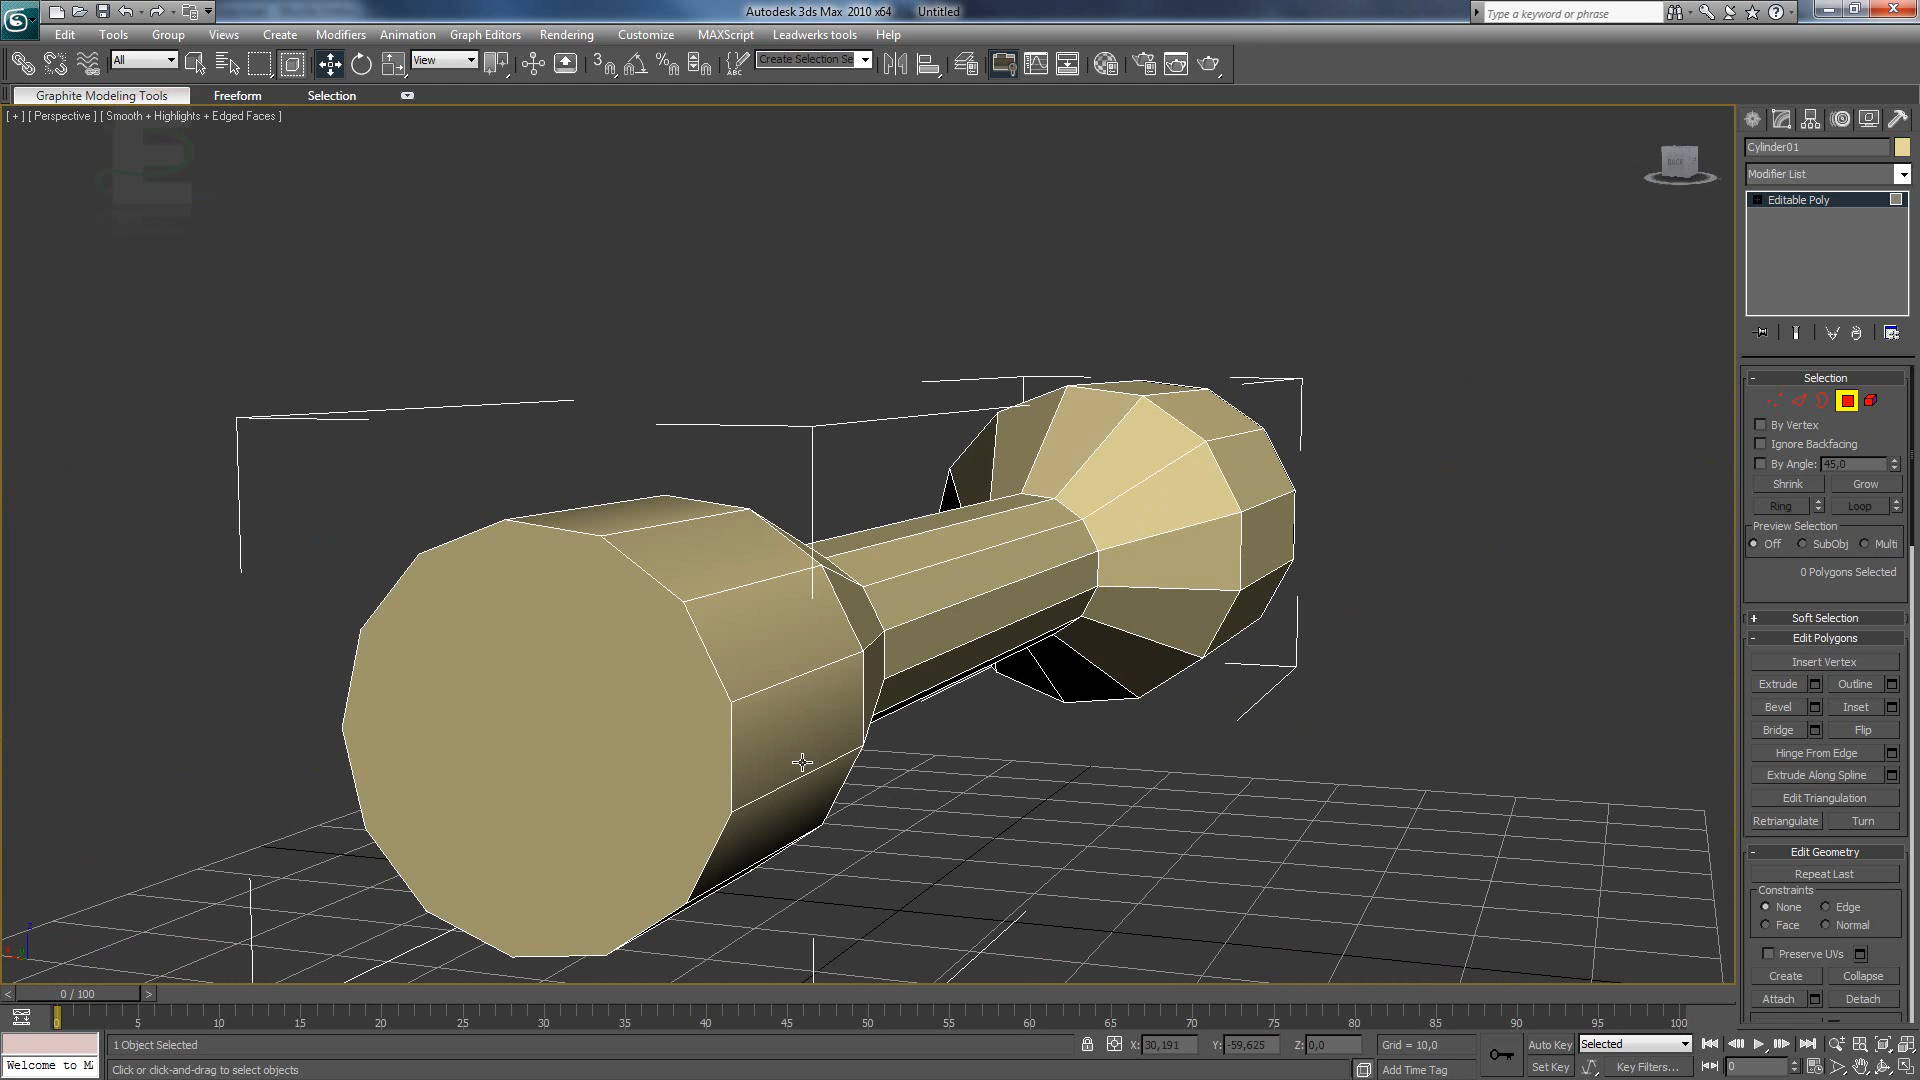 Autodesk 3ds Max 2010 x64 Untitled
Type a keyword or phrase
Edit Tools Group Views Create Modifiers Animation Graph Editors Rendering Customize MAXScript Leadwerks tools Help
All View Create Selection Se
Graphite Modeling Tools Freeform Selection
[ + ] [ Perspective ] [ Smooth + Highlights + Edged Faces ]
BACK
Cylinder01
Modifier List
Editable Poly
Selection
By Vertex
Ignore Backfacing
By Angle: 45,0
Shrink Grow
Ring Loop
Preview Selection
Off SubObj Multi
0 Polygons Selected
+ Soft Selection
- Edit Polygons
Insert Vertex
Extrude Outline
Bevel Inset
Bridge Flip
Hinge From Edge
Extrude Along Spline
Edit Triangulation
Retriangulate Turn
- Edit Geometry
Repeat Last
Constraints
None Edge
Face Normal
Preserve UVs
Create Collapse
Attach Detach
< 0 / 100 >
0 5 10 15 20 25 30 35 40 45 50 55 60 65 70 75 80 85 90 95 100
1 Object Selected X: 30,191 Y: -59,625 Z: 0,0 Grid = 10,0 Auto Key Selected
Welcome to M Click or click-and-drag to select objects Add Time Tag Set Key Key Filters... 0